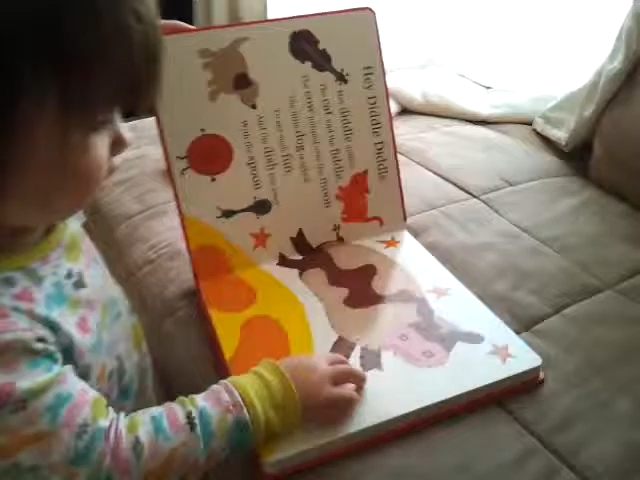 Hey Diddle Diddle
Hey diddle diddle
The cat and the fiddle
The cow jumped over the moon
The little dog laughed
To see such fun
And the dish ran away
With the spoon